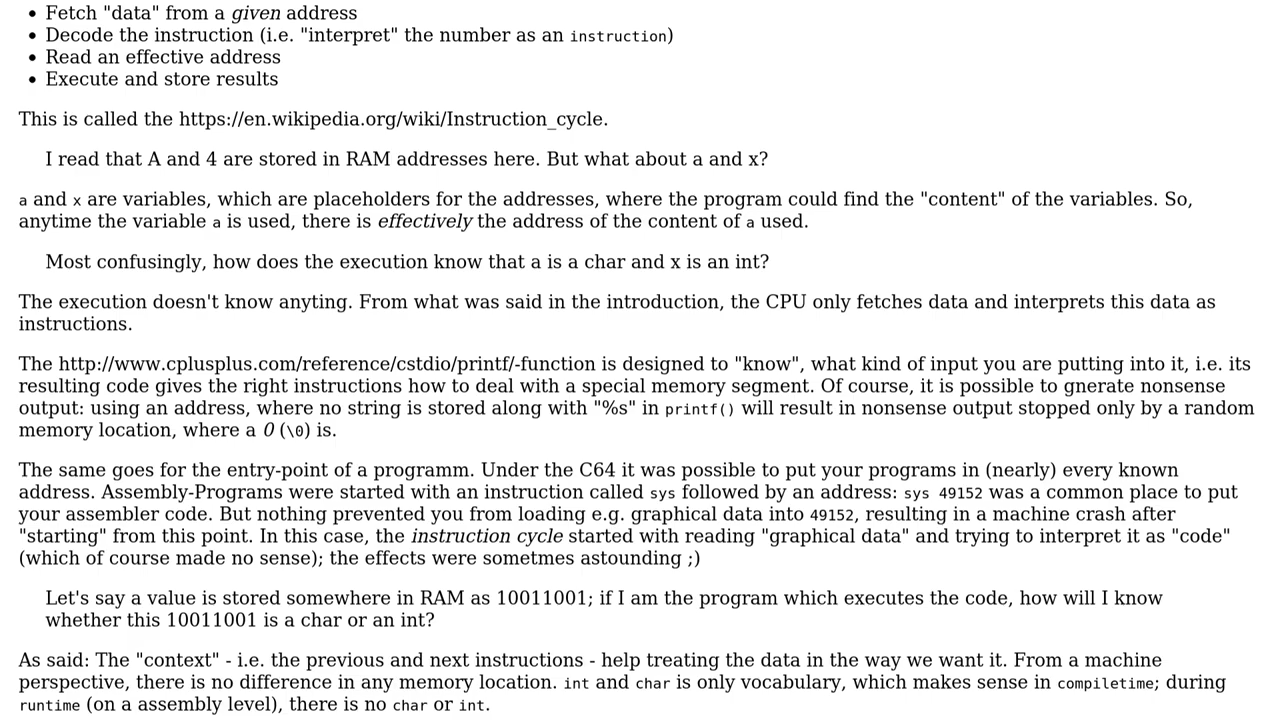 • Fetch "data" from a given address
• Decode the instruction (i.e. "interpret" the number as an instruction)
• Read an effective address
• Execute and store results
This is called the https://en.wikipedia.org/wiki/Instruction_cycle.
I read that A and 4 are stored in RAM addresses here. But what about a and x?
a and x are variables, which are placeholders for the addresses, where the program could find the "content" of the variables. So,
anytime the variable a is used, there is effectively the address of the content of a used.
Most confusingly, how does the execution know that a is a char and x is an int?
The execution doesn't know anyting. From what was said in the introduction, the CPU only fetches data and interprets this data as
instructions.
The http://www.cplusplus.com/reference/cstdio/printf/-function is designed to "know", what kind of input you are putting into it, i.e. its
resulting code gives the right instructions how to deal with a special memory segment. Of course, it is possible to gnerate nonsense
output: using an address, where no string is stored along with "%s" in printf() will result in nonsense output stopped only by a random
memory location, where a 0 (\0) is.
The same goes for the entry-point of a programm. Under the C64 it was possible to put your programs in (nearly) every known
address. Assembly-Programs were started with an instruction called sys followed by an address: sys 49152 was a common place to put
your assembler code. But nothing prevented you from loading e.g. graphical data into 49152, resulting in a machine crash after
"starting" from this point. In this case, the instruction cycle started with reading "graphical data" and trying to interpret it as "code"
(which of course made no sense); the effects were sometmes astounding ;)
Let's say a value is stored somewhere in RAM as 10011001; if I am the program which executes the code, how will I know
whether this 10011001 is a char or an int?
As said: The "context" - i.e. the previous and next instructions - help treating the data in the way we want it. From a machine
perspective, there is no difference in any memory location. int and char is only vocabulary, which makes sense in compiletime; during
runtime (on a assembly level), there is no char or int.